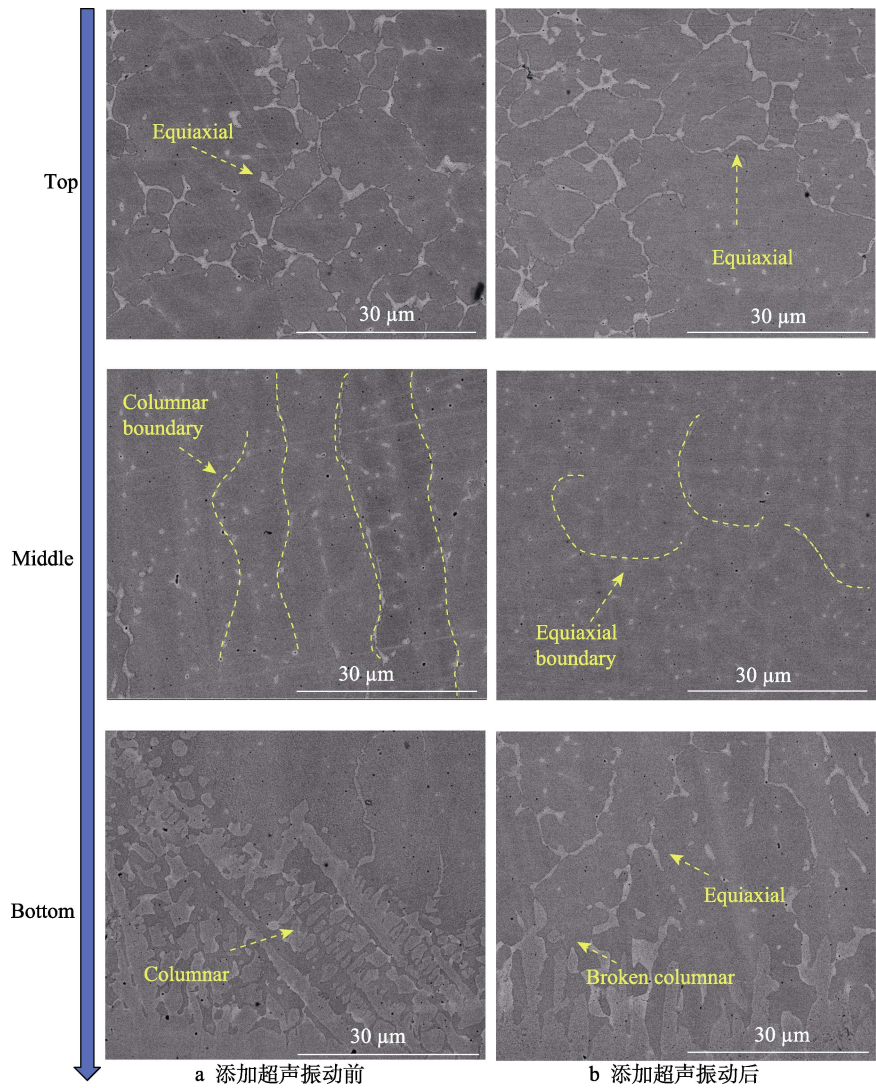 Top
Equiaxial
30 µm
Equiaxial
30 µm
Middle
Columnar
boundary
30 µm
Equiaxial
boundary
30 µm
Bottom
Columnar
30 µm
Equiaxial
Broken columnar
30 µm
a 添加超声振动前
b 添加超声振动后